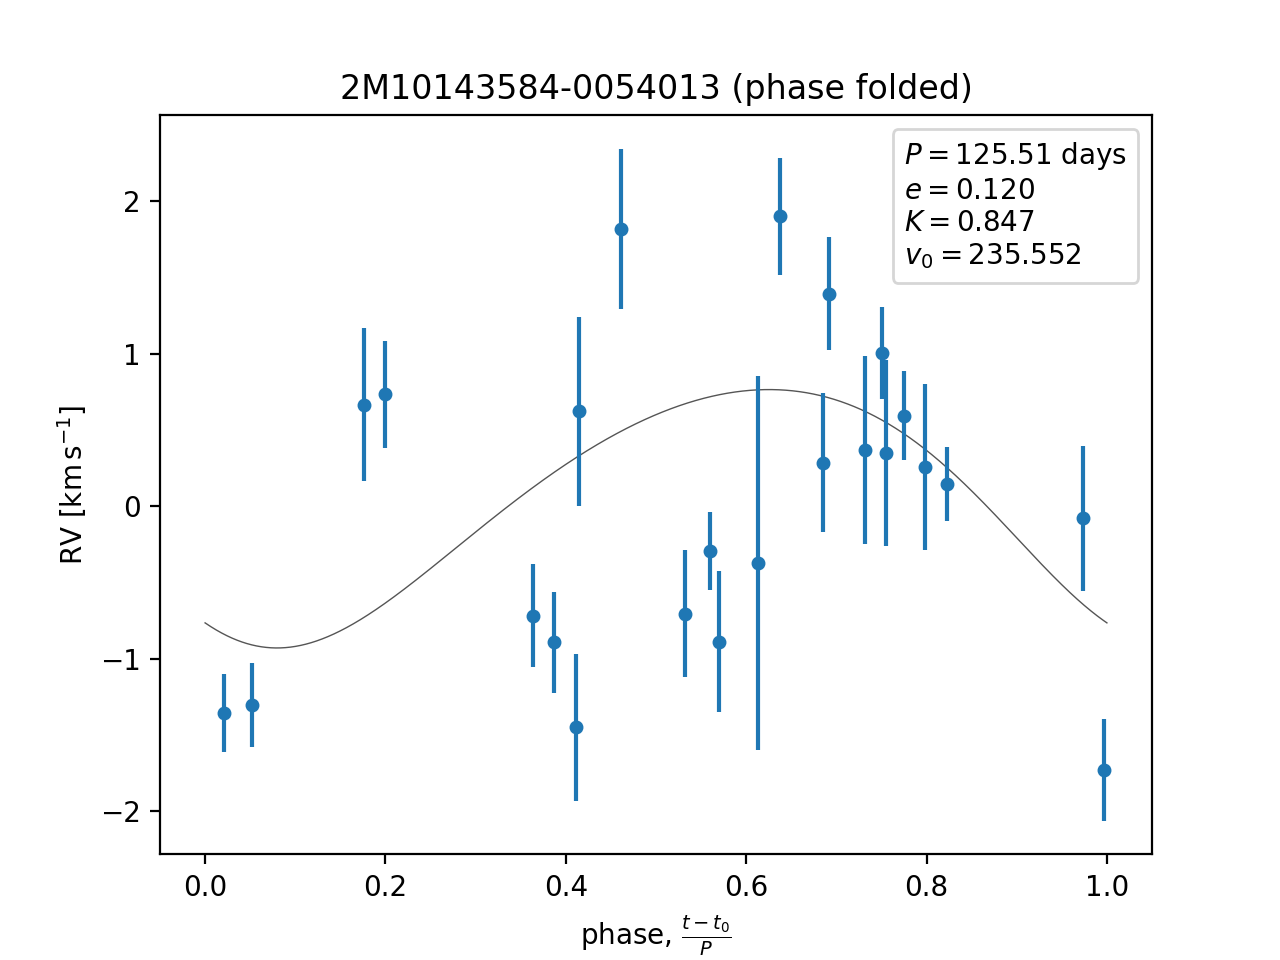 2M10143584-0054013 (phase folded)
P = 125.51 days
e = 0.120
K = 0.847
v₀ = 235.552
RV [km s⁻¹]
2
1
0
−1
−2
0.0 0.2 0.4 0.6 0.8 1.0
phase, (t − t₀)/P